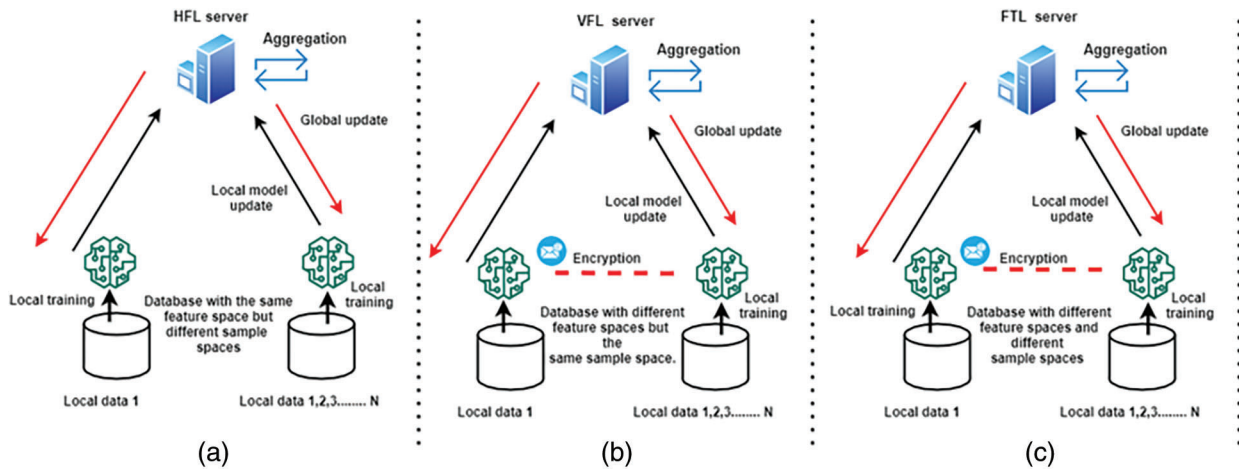 HFL server
Aggregation
Global update
Local model
update
Local training
Local
training
Database with the same
feature space but
different sample
spaces
Local data 1
Local data 1,2,3........ N
(a)
VFL server
Aggregation
Global update
Local model
update
Encryption
Local training
Local
training
Database with different
feature spaces but
the
same sample space.
Local data 1
Local data 1,2,3........ N
(b)
FTL server
Aggregation
Global update
Local model
update
Encryption
Local training
Local
training
Database with different
feature spaces and
different
sample spaces
Local data 1
Local data 1,2,3........ N
(c)